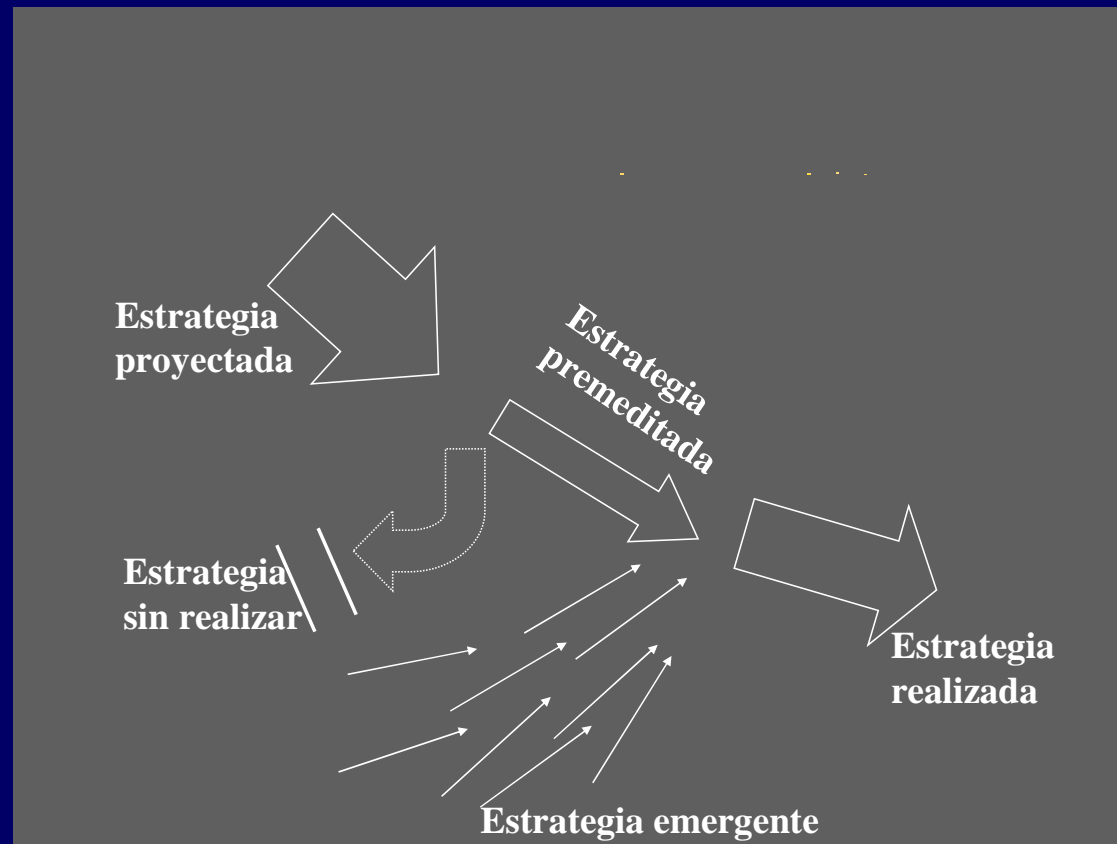 Estrategia
proyectada
Estrategia
premeditada
Estrategia
sin realizar
Estrategia
realizada
Estrategia emergente